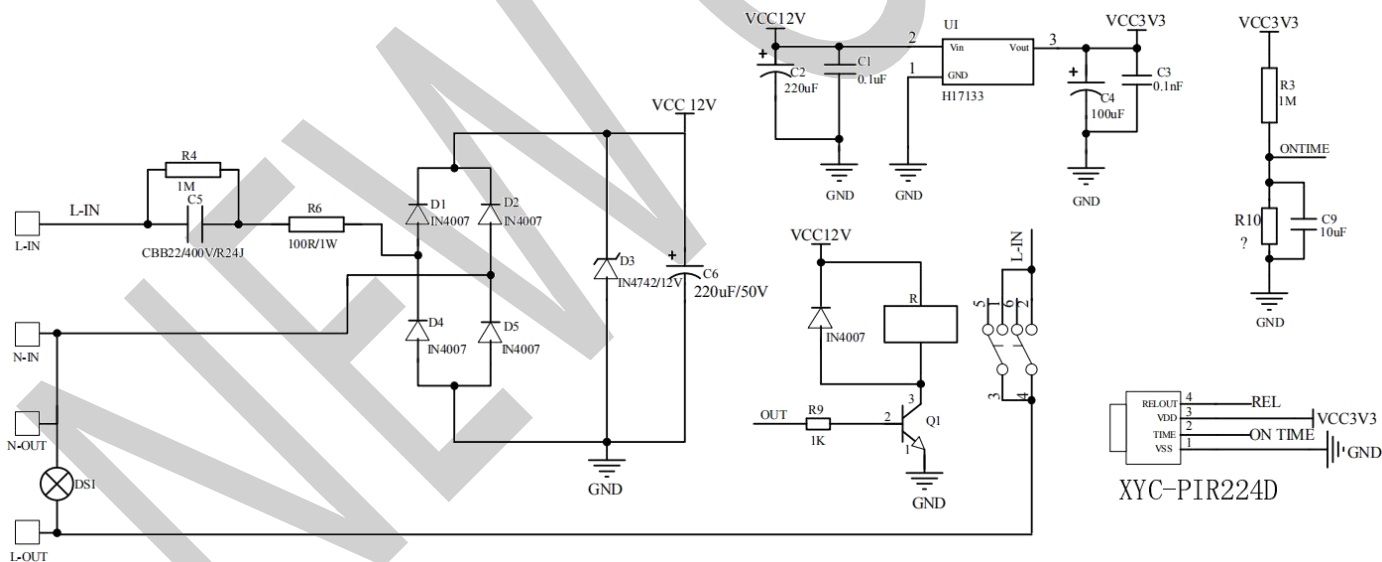 VCC12V
C2
220uF
C1
0.1uF
2
1
U1
Vin
Vout
GND
H17133
3
VCC3V3
C4
100uF
C3
0.1nF
GND
GND
GND
VCC3V3
R3
1M
ONTIME
R10
?
C9
10uF
GND
R4
1M
C5
L-IN
L-IN
CBB22/400V/R24J
R6
100R/1W
D1
IN4007
D2
IN4007
D4
IN4007
D5
IN4007
VCC 12V
D3
IN4742/12V
C6
220uF/50V
GND
N-IN
N-OUT
DS1
L-OUT
VCC12V
IN4007
R
OUT
R9
1K
2
3
1
Q1
GND
L-IN
5
1
6
2
3
4
RELOUT
VDD
TIME
VSS
4
3
2
1
REL
VCC3V3
ON TIME
GND
XYC-PIR224D
NEW